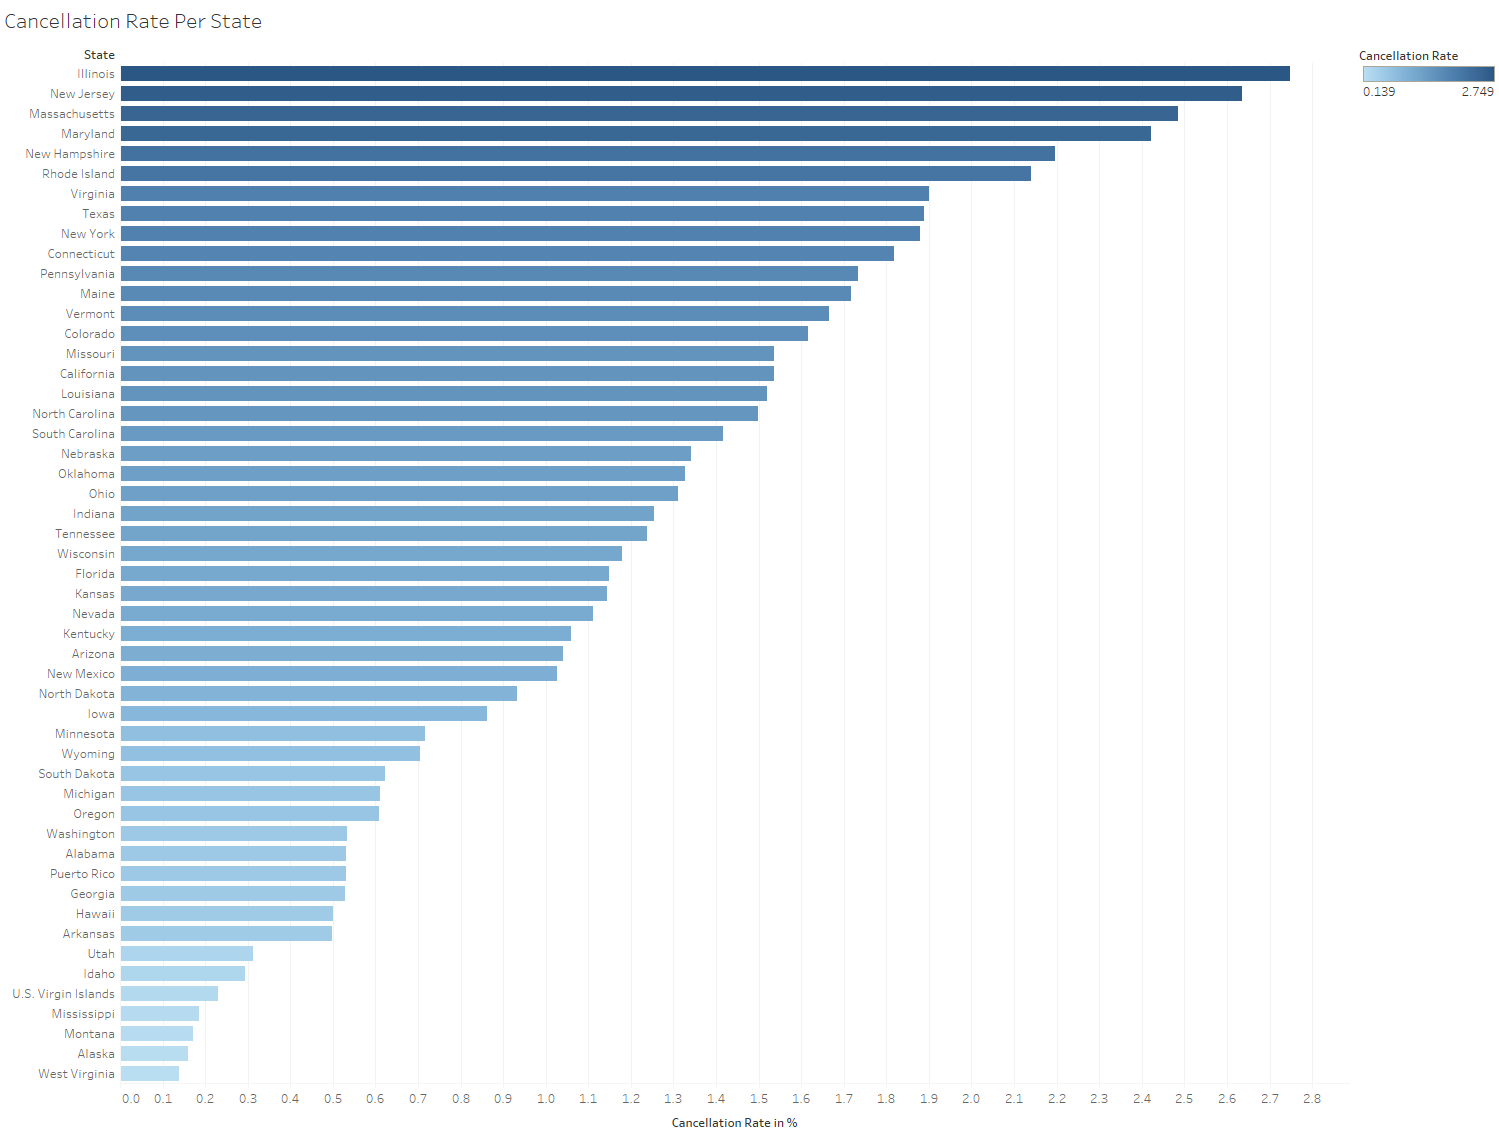 Cancellation Rate Per State
State
Cancellation Rate
0.139 2.749
Illinois
New Jersey
Massachusetts
Maryland
New Hampshire
Rhode Island
Virginia
Texas
New York
Connecticut
Pennsylvania
Maine
Vermont
Colorado
Missouri
California
Louisiana
North Carolina
South Carolina
Nebraska
Oklahoma
Ohio
Indiana
Tennessee
Wisconsin
Florida
Kansas
Nevada
Kentucky
Arizona
New Mexico
North Dakota
Iowa
Minnesota
Wyoming
South Dakota
Michigan
Oregon
Washington
Alabama
Puerto Rico
Georgia
Hawaii
Arkansas
Utah
Idaho
U.S. Virgin Islands
Mississippi
Montana
Alaska
West Virginia
0.0 0.1 0.2 0.3 0.4 0.5 0.6 0.7 0.8 0.9 1.0 1.1 1.2 1.3 1.4 1.5 1.6 1.7 1.8 1.9 2.0 2.1 2.2 2.3 2.4 2.5 2.6 2.7 2.8
Cancellation Rate in %